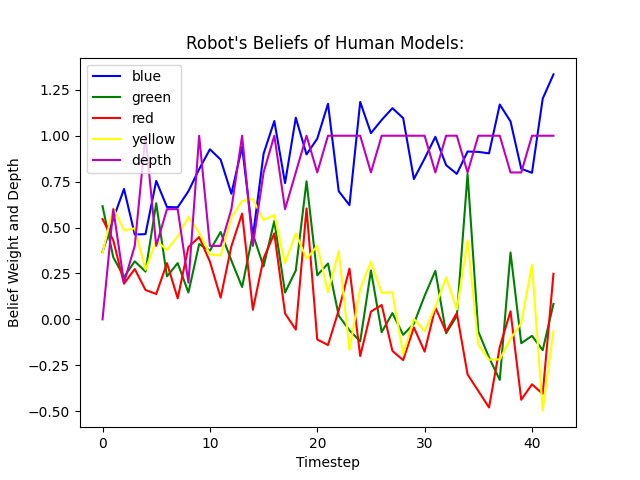 Robot's Beliefs of Human Models:
blue
green
red
yellow
depth
1.25
1.00
0.75
0.50
0.25
0.00
−0.25
−0.50
Belief Weight and Depth
0 10 20 30 40
Timestep